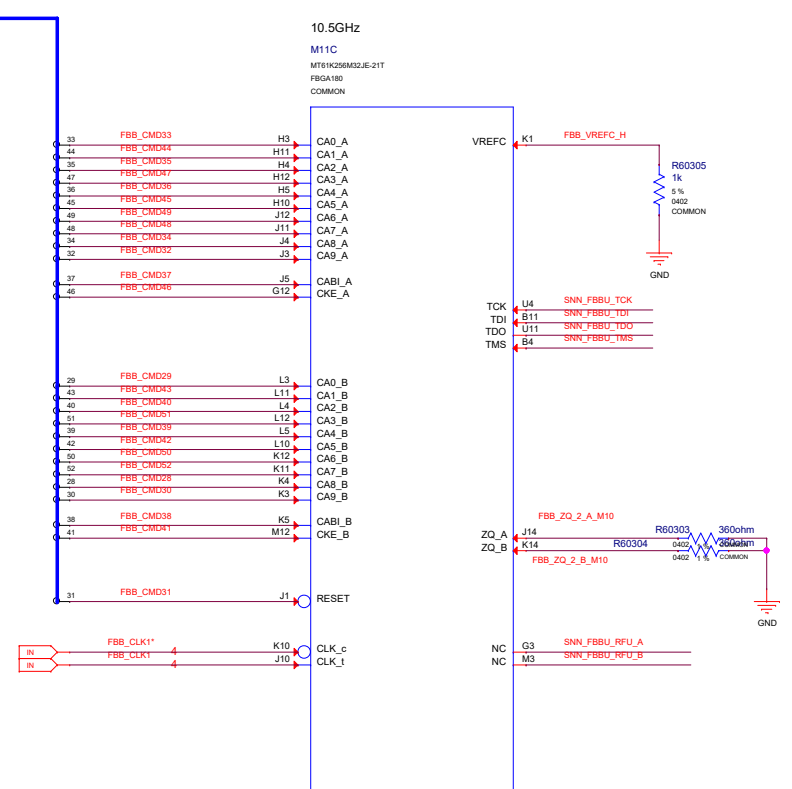 10.5GHz
M11C
MT61K256M32JE-21T
FBGA180
COMMON
33 FBB_CMD33 H3 CA0_A
44 FBB_CMD44 H11 CA1_A
35 FBB_CMD35 H4 CA2_A
47 FBB_CMD47 H12 CA3_A
36 FBB_CMD36 H5 CA4_A
45 FBB_CMD45 H10 CA5_A
49 FBB_CMD49 J12 CA6_A
48 FBB_CMD48 J11 CA7_A
34 FBB_CMD34 J4 CA8_A
32 FBB_CMD32 J3 CA9_A
37 FBB_CMD37 J5 CABI_A
46 FBB_CMD46 G12 CKE_A
29 FBB_CMD29 L3 CA0_B
43 FBB_CMD43 L11 CA1_B
40 FBB_CMD40 L4 CA2_B
51 FBB_CMD51 L12 CA3_B
39 FBB_CMD39 L5 CA4_B
42 FBB_CMD42 L10 CA5_B
50 FBB_CMD50 K12 CA6_B
52 FBB_CMD52 K11 CA7_B
28 FBB_CMD28 K4 CA8_B
30 FBB_CMD30 K3 CA9_B
38 FBB_CMD38 K5 CABI_B
41 FBB_CMD41 M12 CKE_B
31 FBB_CMD31 J1 RESET
IN FBB_CLK1* 4 K10 CLK_c
IN FBB_CLK1 4 J10 CLK_t
VREFC K1 FBB_VREFC_H
R60305
1k
5 %
0402
COMMON
GND
TCK U4 SNN_FBBU_TCK
TDI B11 SNN_FBBU_TDI
TDO U11 SNN_FBBU_TDO
TMS B4 SNN_FBBU_TMS
FBB_ZQ_2_A_M10
ZQ_A J14 R60303 360ohm
0402 1 % COMMON
ZQ_B K14 R60304 360ohm
0402 1 % COMMON
FBB_ZQ_2_B_M10
GND
NC G3 SNN_FBBU_RFU_A
NC M3 SNN_FBBU_RFU_B